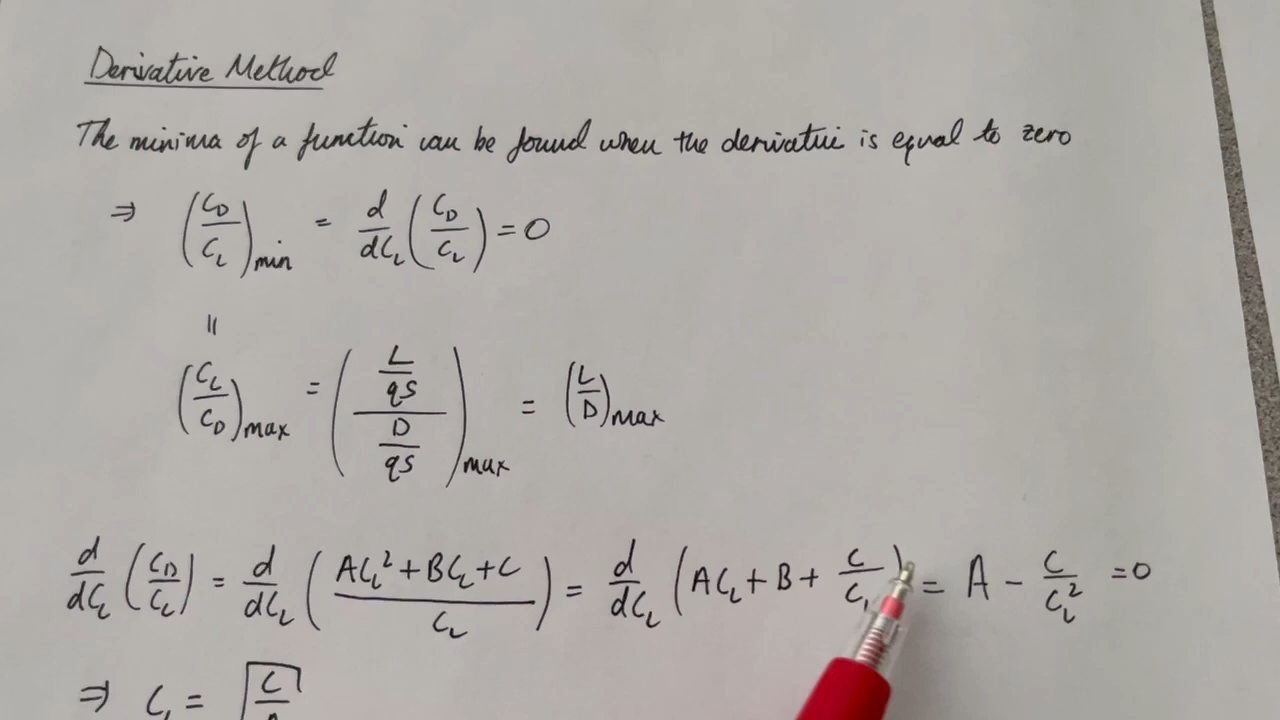 Derivative Method
The minima of a function can be found when the derivative is equal to zero
⇒ (C_D/C_L)_min = d/dC_L (C_D/C_L) = 0
=
(C_L/C_D)_max = ((L/qS)/(D/qS))_max = (L/D)_max
d/dC_L (C_D/C_L) = d/dC_L ((AC_L² + BC_L + C)/C_L) = d/dC_L (AC_L + B + C/C_L) = A - C/C_L² = 0
⇒ C_L = √(C/A)